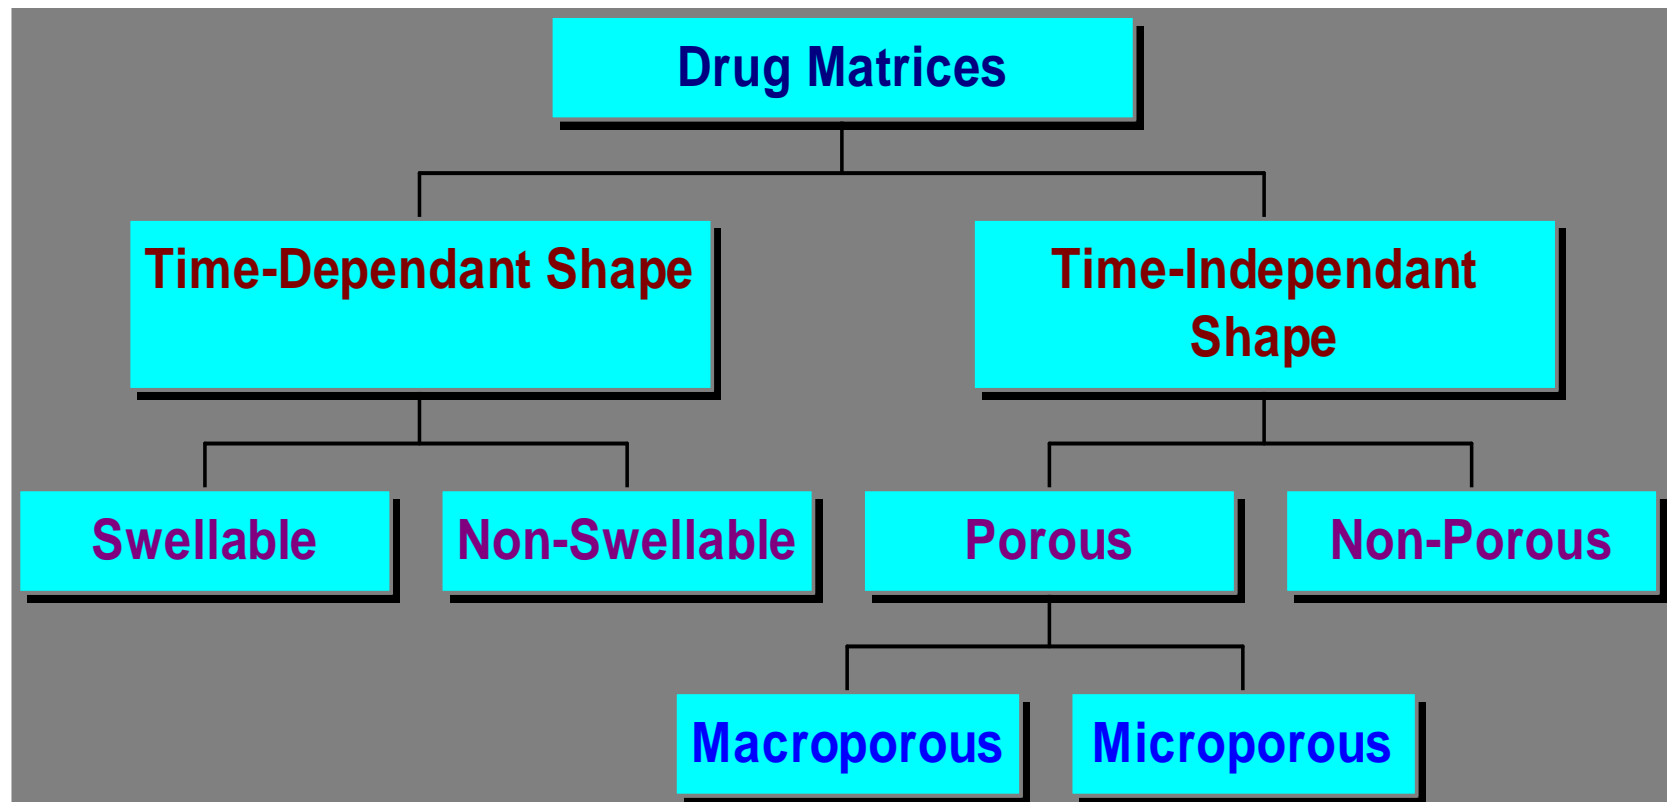 Drug Matrices
Time-Dependant Shape
Time-Independant
Shape
Swellable
Non-Swellable
Porous
Non-Porous
Macroporous
Microporous